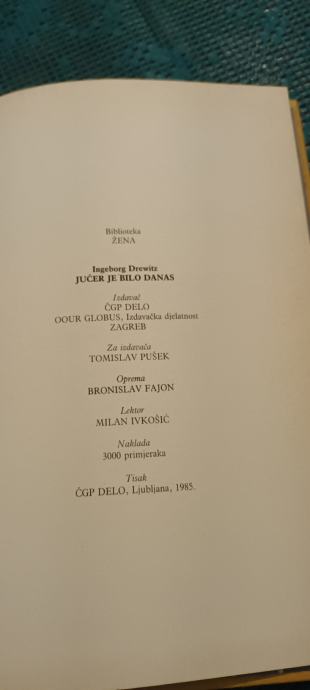 Biblioteka
ŽENA
Ingeborg Drewitz
JUČER JE BILO DANAS
Izdavač
ČGP DELO
OOUR GLOBUS, Izdavačka djelatnost
ZAGREB
Za izdavača
TOMISLAV PUŠEK
Oprema
BRONISLAV FAJON
Lektor
MILAN IVKOŠIĆ
Naklada
3000 primjeraka
Tisak
ČGP DELO, Ljubljana, 1985.